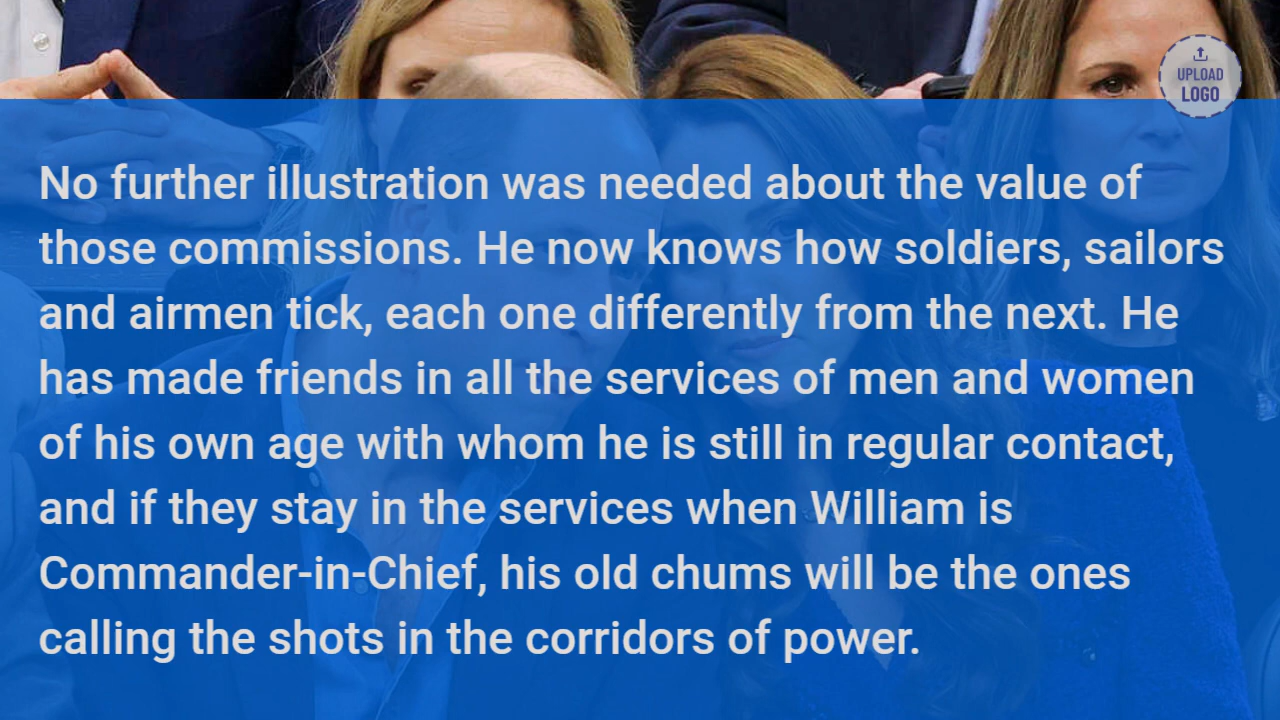 UPLOAD
LOGO
No further illustration was needed about the value of
those commissions. He now knows how soldiers, sailors
and airmen tick, each one differently from the next. He
has made friends in all the services of men and women
of his own age with whom he is still in regular contact,
and if they stay in the services when William is
Commander-in-Chief, his old chums will be the ones
calling the shots in the corridors of power.